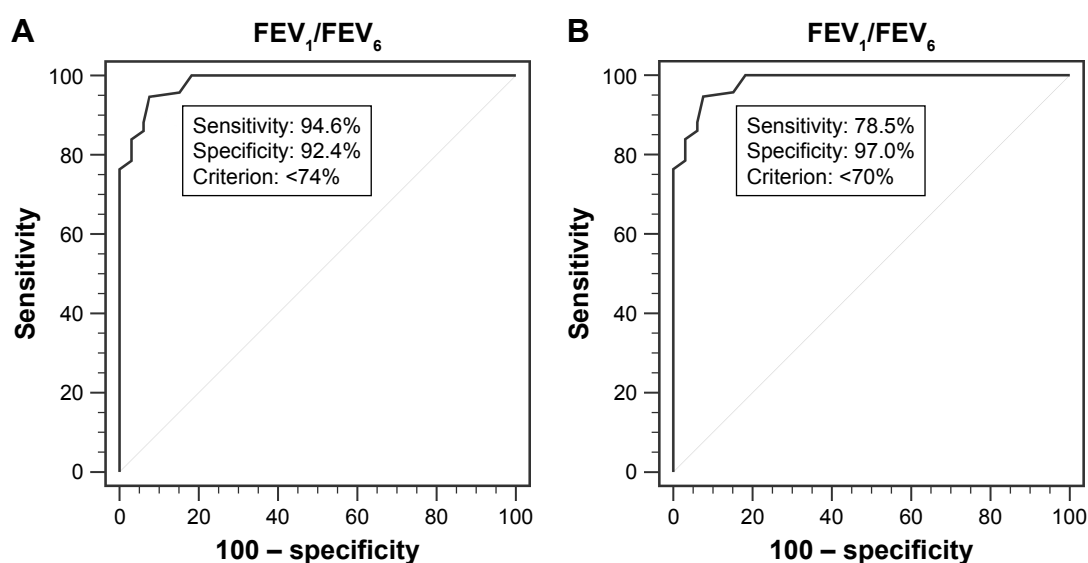 A
FEV₁/FEV₆
100
80
60
40
20
0
Sensitivity
Sensitivity: 94.6%
Specificity: 92.4%
Criterion: <74%
0 20 40 60 80 100
100 – specificity
B
FEV₁/FEV₆
100
80
60
40
20
0
Sensitivity
Sensitivity: 78.5%
Specificity: 97.0%
Criterion: <70%
0 20 40 60 80 100
100 – specificity